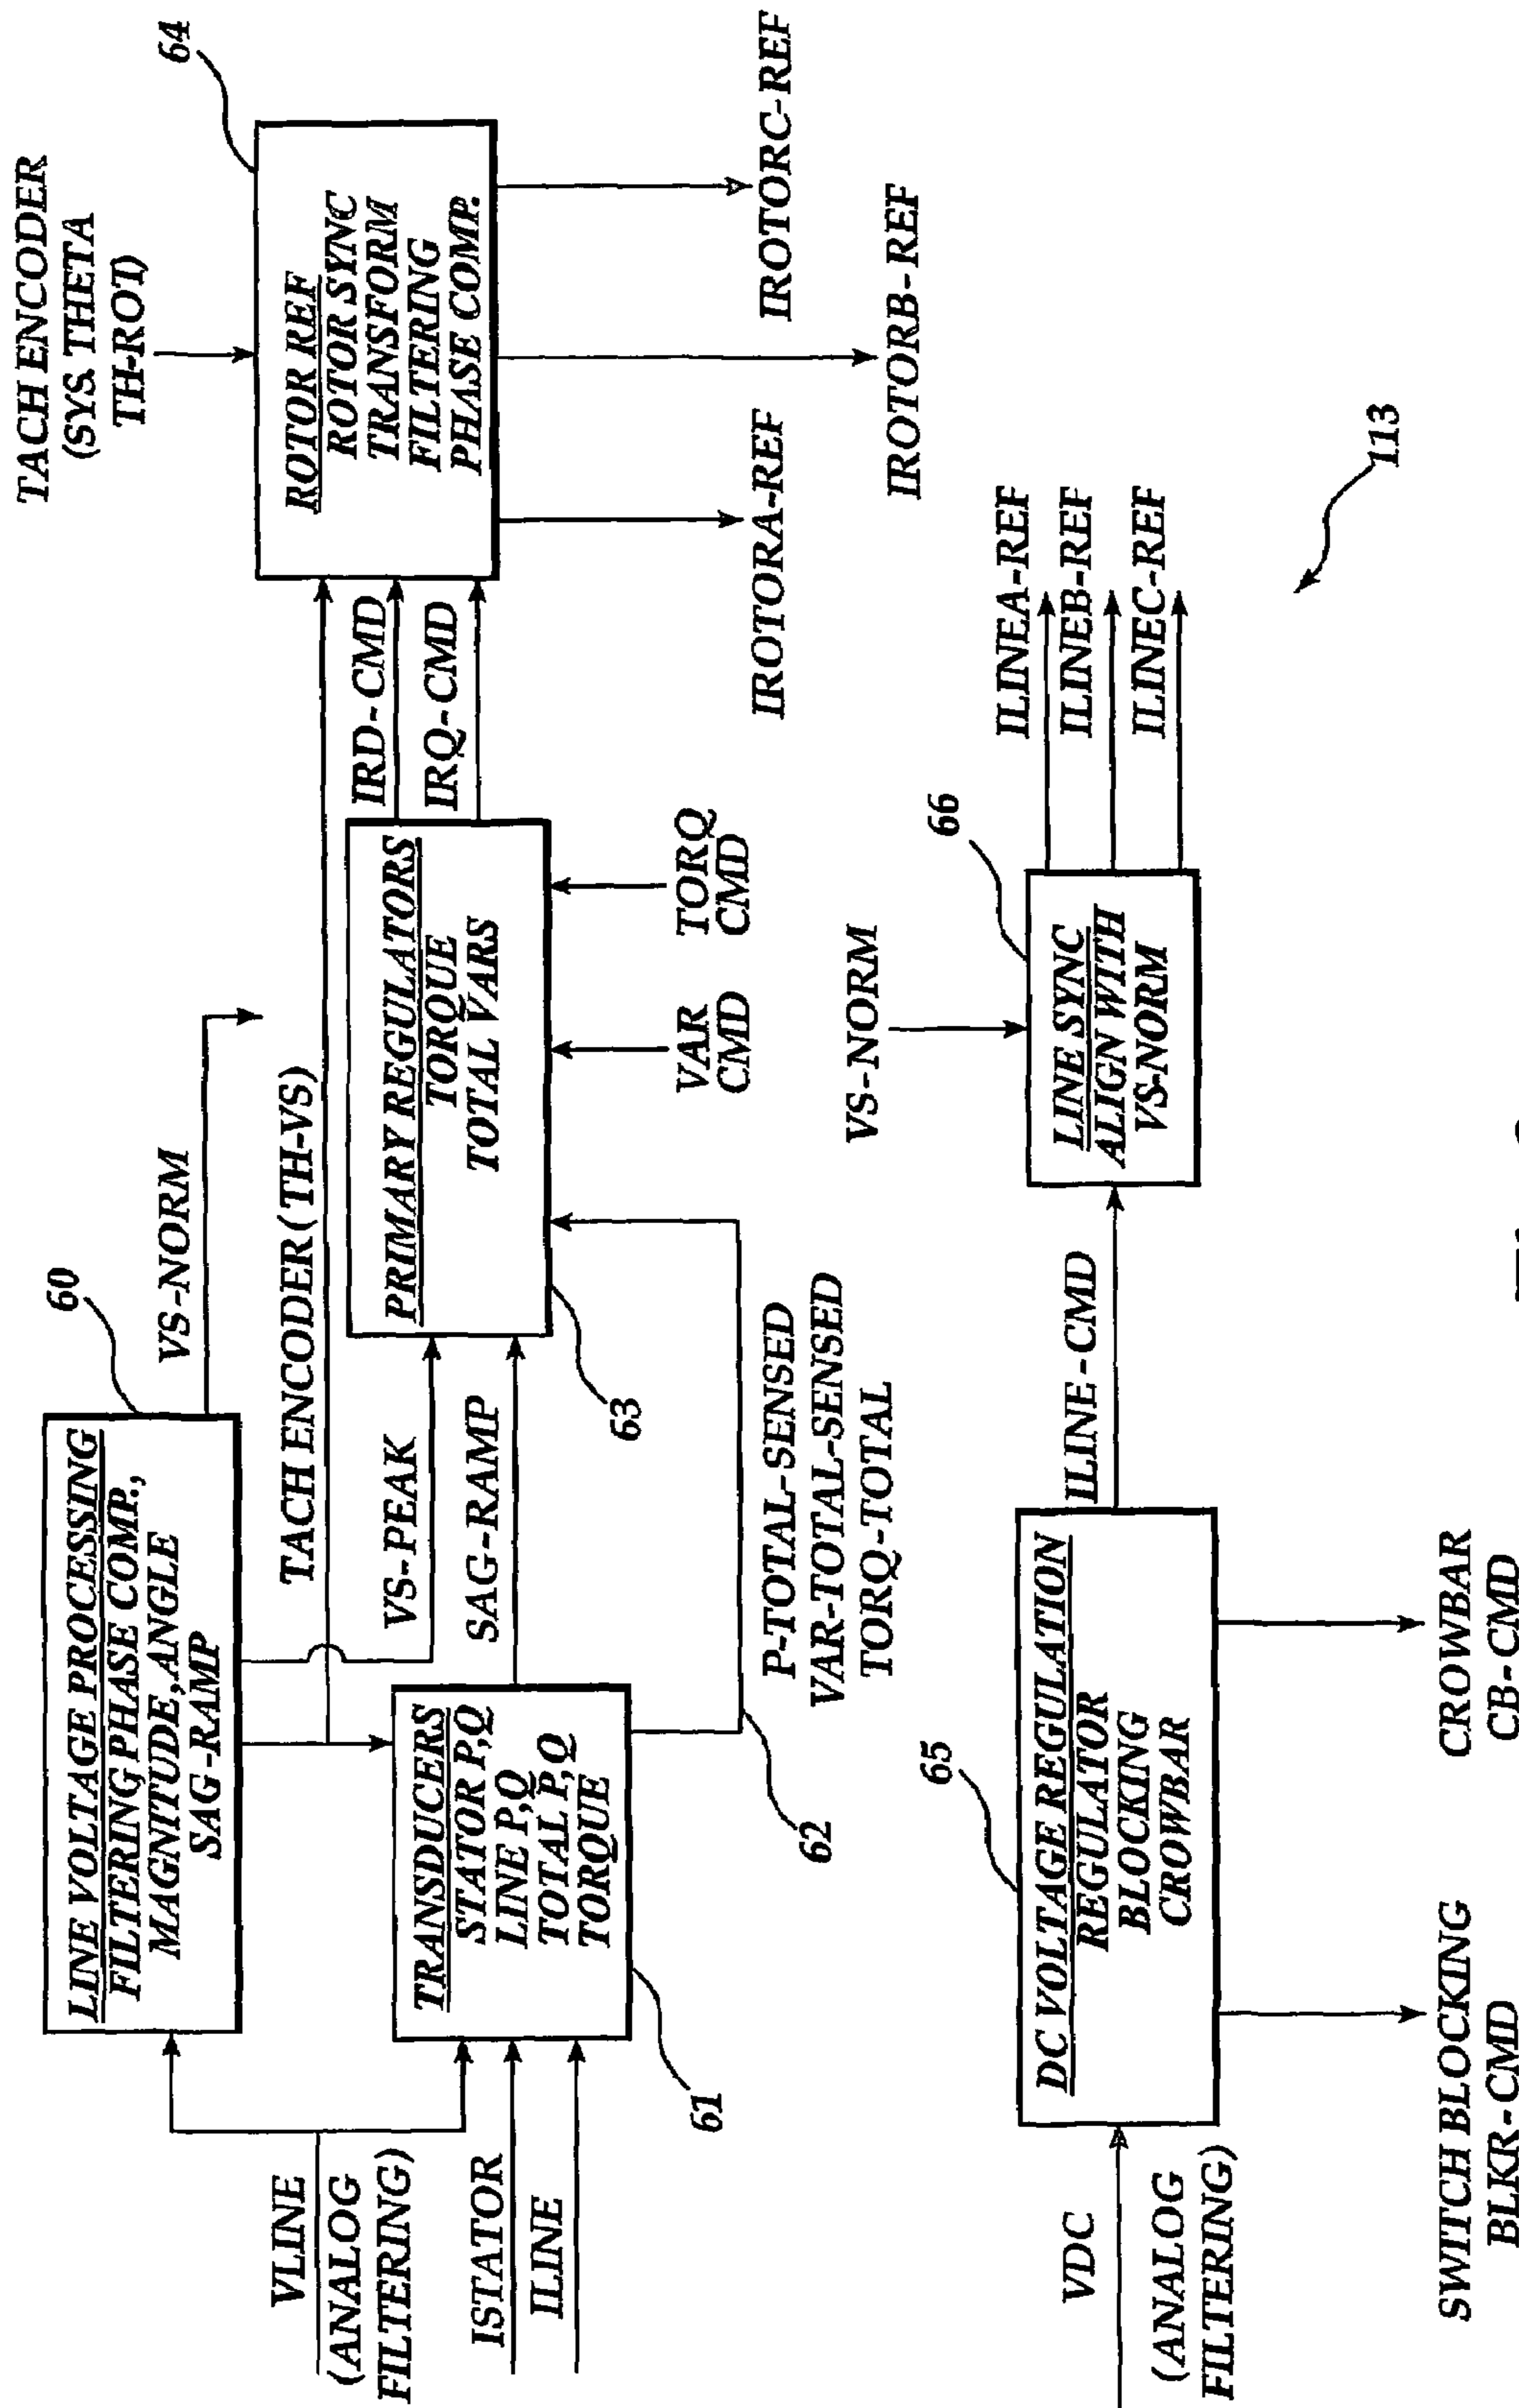 TACH ENCODER
(SYS. THETA
TH-ROT)
64
ROTOR REF
ROTOR SYNC
TRANSFORM
FILTERING
PHASE COMP.
IROTORA-REF
IROTORB-REF
IROTORC-REF
60
LINE VOLTAGE PROCESSING
FILTERING PHASE COMP.,
MAGNITUDE, ANGLE
SAG-RAMP
VS-NORM
TACH ENCODER (TH-VS)
VS-PEAK
SAG-RAMP
IRD-CMD
IRQ-CMD
PRIMARY REGULATORS
TORQUE
TOTAL VARS
63
VAR
CMD
TORQ
CMD
VLINE
(ANALOG
FILTERING)
ISTATOR
ILINE
TRANSDUCERS
STATOR P,Q
LINE P,Q
TOTAL P,Q
TORQUE
61
62
P-TOTAL-SENSED
VAR-TOTAL-SENSED
TORQ-TOTAL
VDC
(ANALOG
FILTERING)
65
DC VOLTAGE REGULATION
REGULATOR
BLOCKING
CROWBAR
SWITCH BLOCKING
BLKR-CMD
CROWBAR
CB-CMD
ILINE-CMD
VS-NORM
66
LINE SYNC
ALIGN WITH
VS-NORM
ILINEA-REF
ILINEB-REF
ILINEC-REF
113